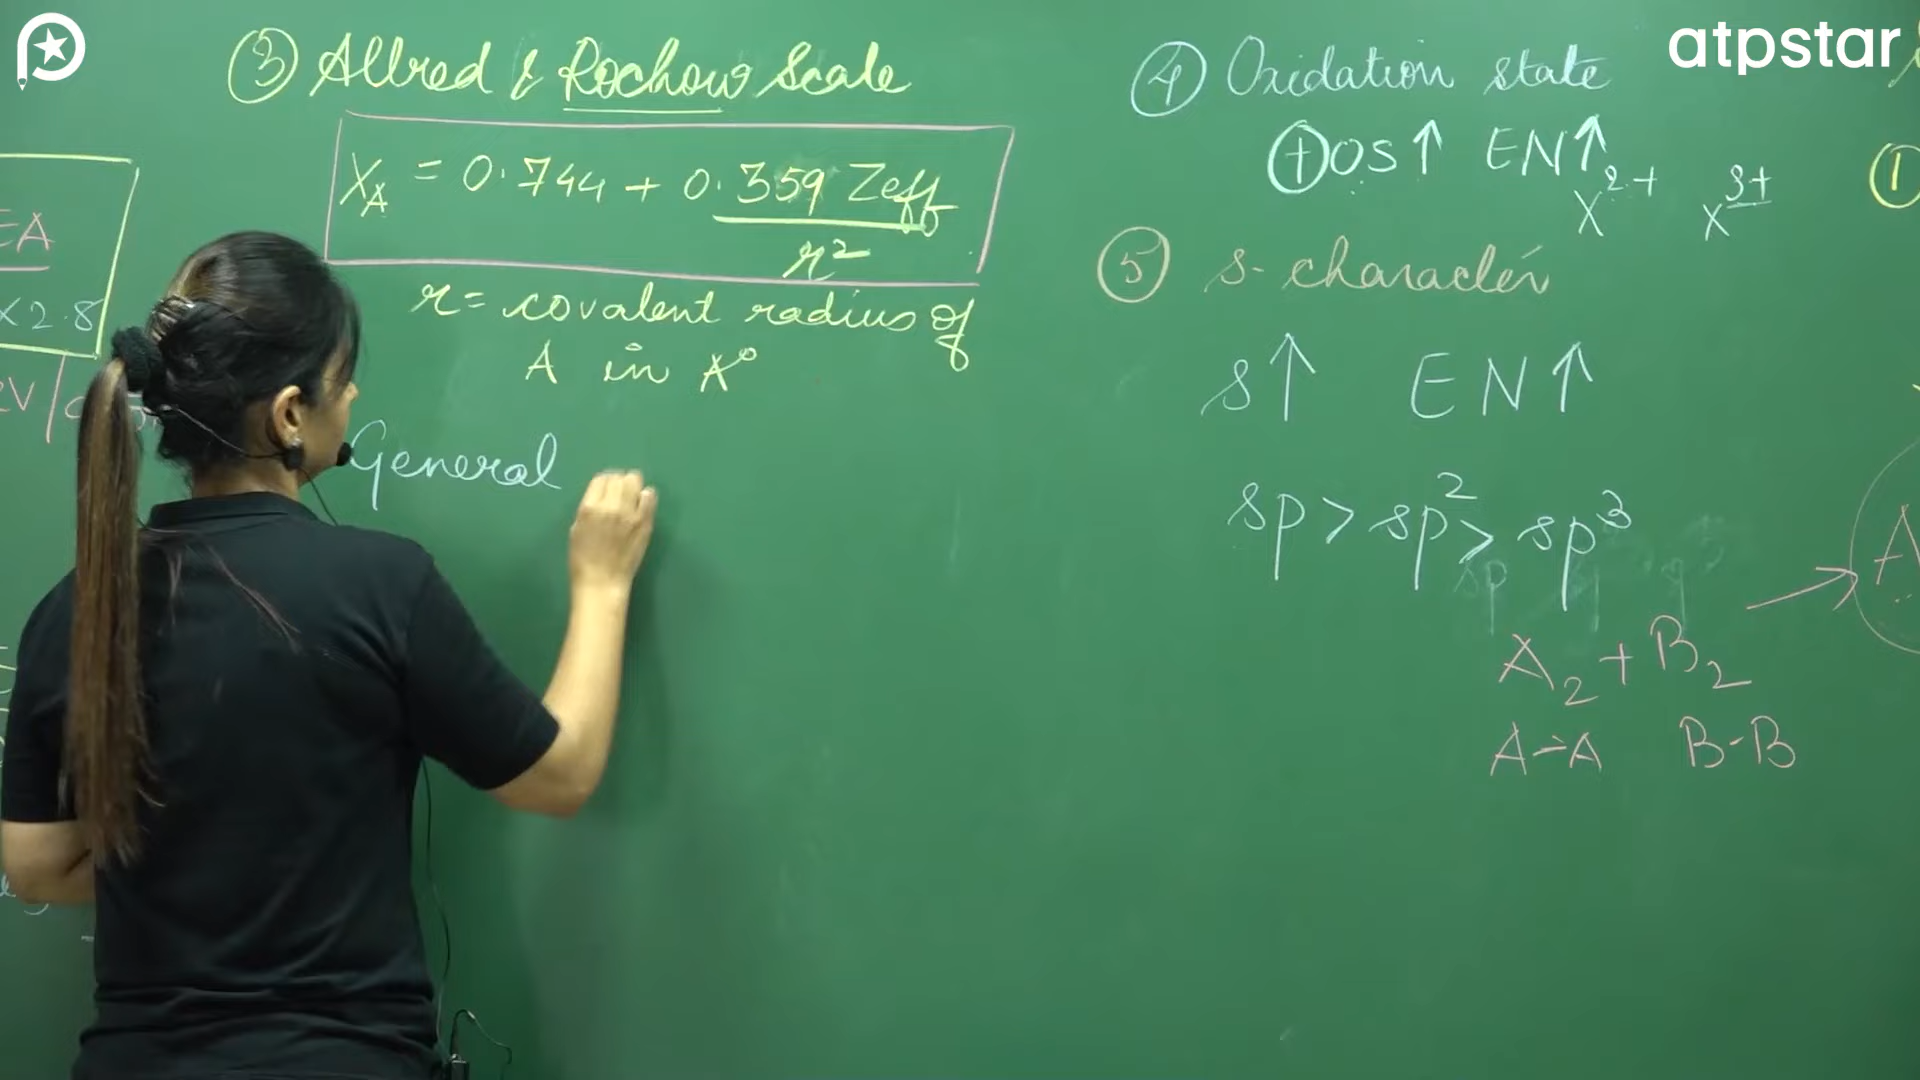 atpstar
③ Allred & Rochow Scale
X_A = 0.744 + 0.359 Zeff
r²
r = covalent radius of
A in A°
General
EA
×2.8
eV/
④ Oxidation state
⊕OS↑ EN↑
X²⁺ X³⁺
⑤ s-character
s↑ EN↑
sp > sp² > sp³
A₂ + B₂
A-A B-B
①
A